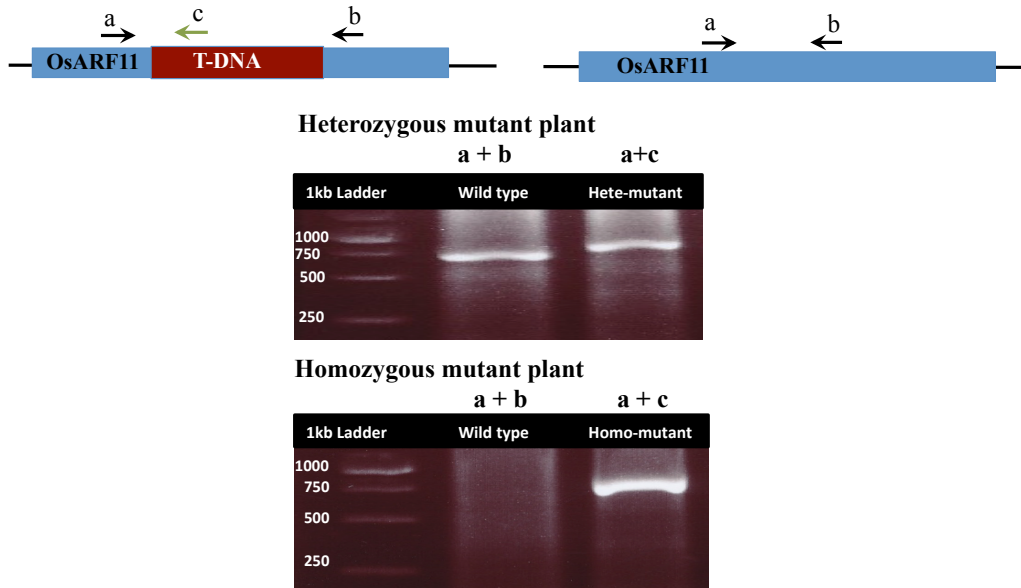 a c b
OsARF11 T-DNA
a b
OsARF11
Heterozygous mutant plant
a + b a+c
1kb Ladder Wild type Hete-mutant
1000
750
500
250
Homozygous mutant plant
a + b a + c
1kb Ladder Wild type Homo-mutant
1000
750
500
250